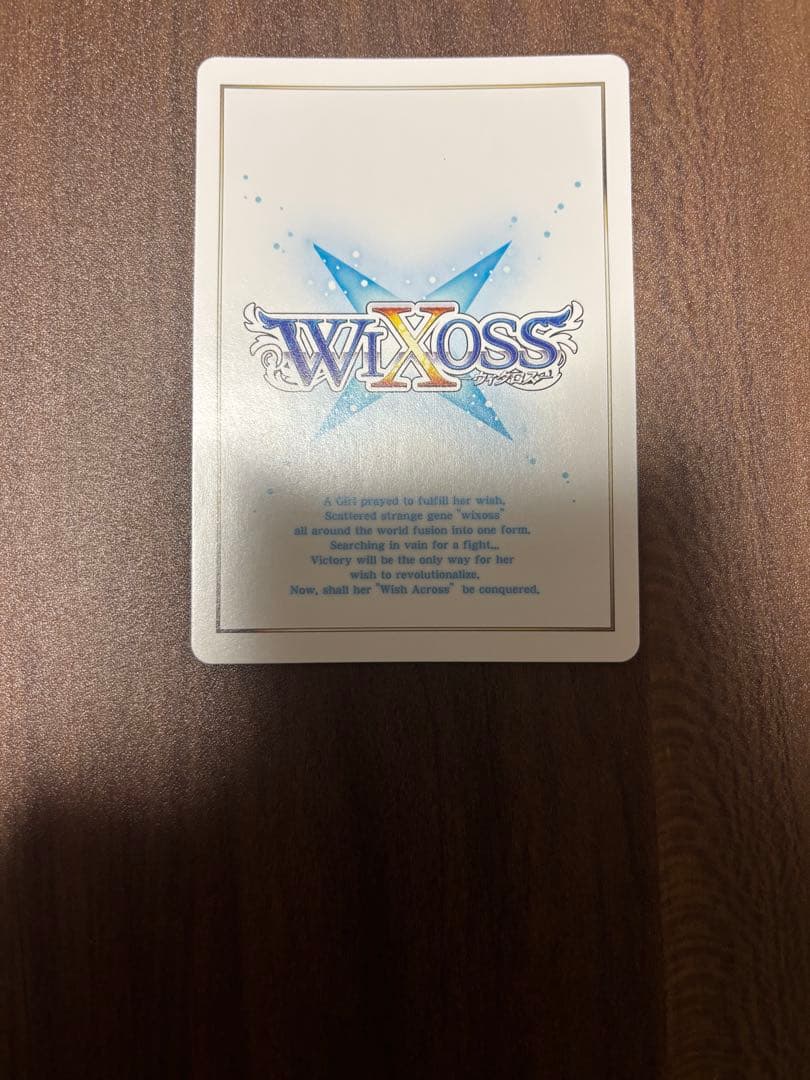 WIXOSS
ウィクロス
A Girl prayed to fulfill her wish.
Scattered strange gene "wixoss"
all around the world fusion into one form.
Searching in vain for a fight...
Victory will be the only way for her
wish to revolutionalize.
Now, shall her "Wish Across" be conquered.